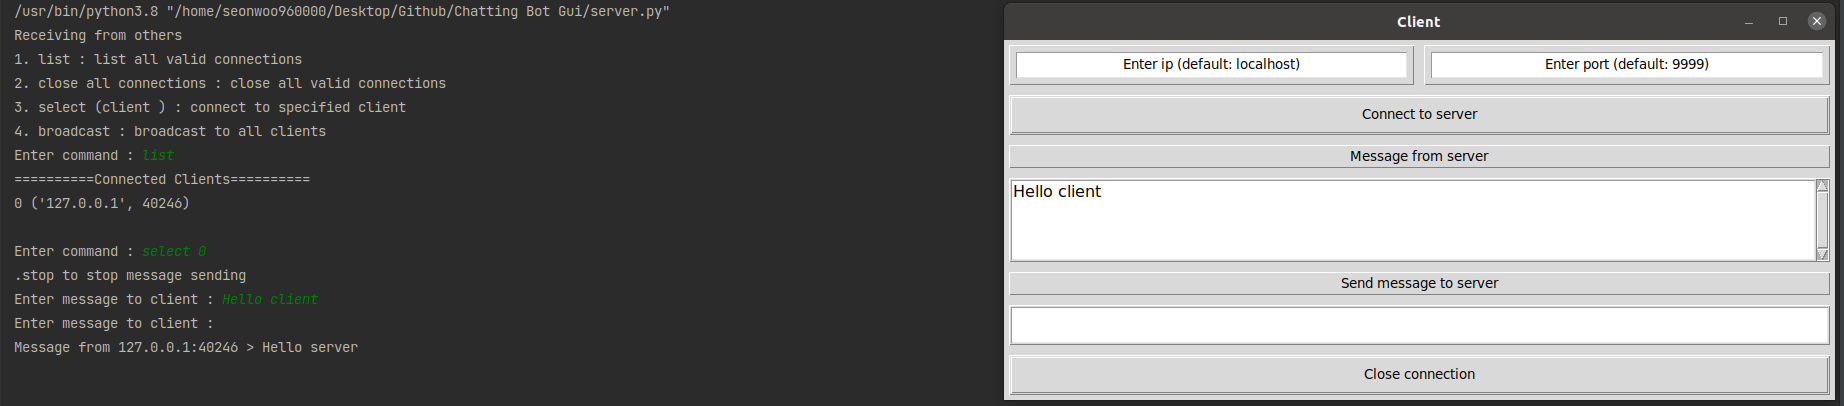 /usr/bin/python3.8 "/home/seonwoo960000/Desktop/Github/Chatting Bot Gui/server.py"
Receiving from others
1. list : list all valid connections
2. close all connections : close all valid connections
3. select (client ) : connect to specified client
4. broadcast : broadcast to all clients
Enter command : list
==========Connected Clients==========
0 ('127.0.0.1', 40246)
Enter command : select 0
.stop to stop message sending
Enter message to client : Hello client
Enter message to client :
Message from 127.0.0.1:40246 > Hello server
Client
Enter ip (default: localhost)
Enter port (default: 9999)
Connect to server
Message from server
Hello client
Send message to server
Close connection